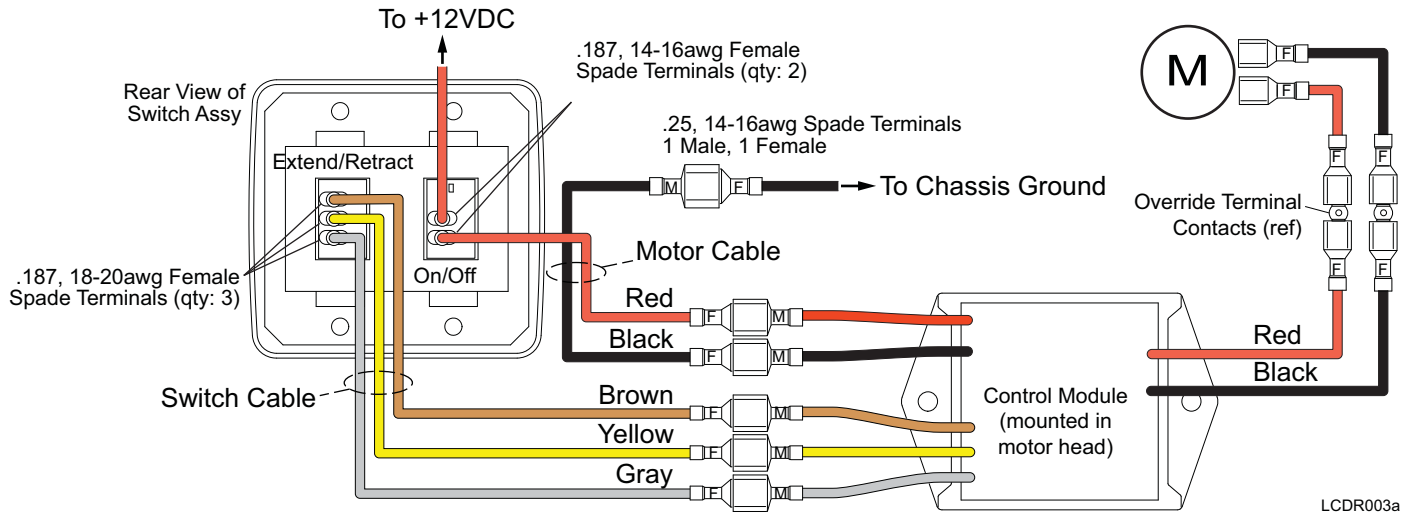 To +12VDC
.187, 14-16awg Female
Spade Terminals (qty: 2)
Rear View of
Switch Assy
.25, 14-16awg Spade Terminals
1 Male, 1 Female
Extend/Retract
M
F
To Chassis Ground
M
F
F
F
F
Override Terminal
Contacts (ref)
F
F
.187, 18-20awg Female
Spade Terminals (qty: 3)
On/Off
Motor Cable
Red
F
M
Black
F
M
Red
Black
Switch Cable
Brown
F
M
Yellow
F
M
Gray
F
M
Control Module
(mounted in
motor head)
LCDR003a